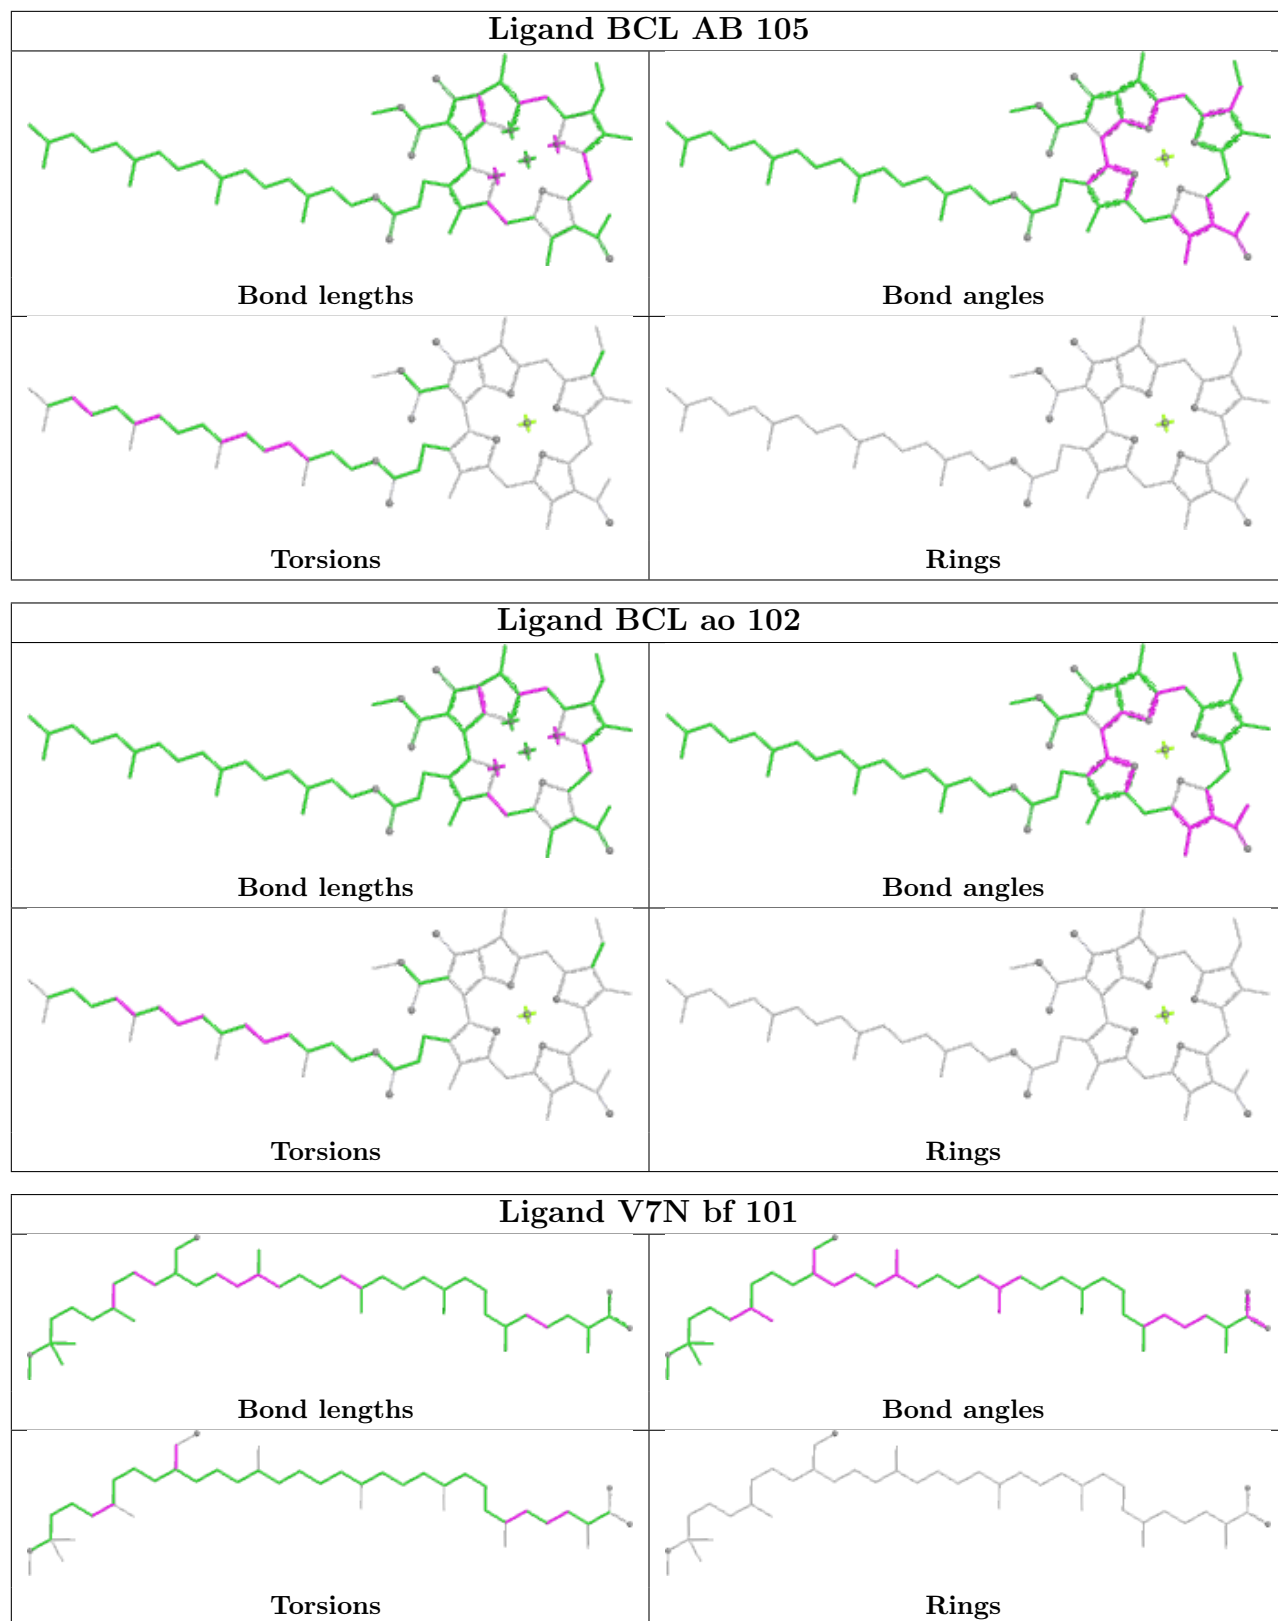 Ligand BCL AB 105
Bond lengths
Bond angles
Torsions
Rings
Ligand BCL ao 102
Bond lengths
Bond angles
Torsions
Rings
Ligand V7N bf 101
Bond lengths
Bond angles
Torsions
Rings